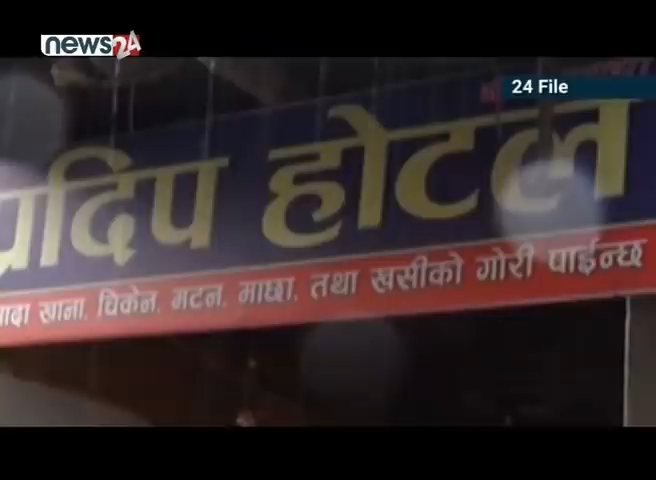 news24
24 File
प्रदिप होटल
सादा खाना, चिकेन, मटन, माछा, तथा खसीको गोरी पाईन्छ